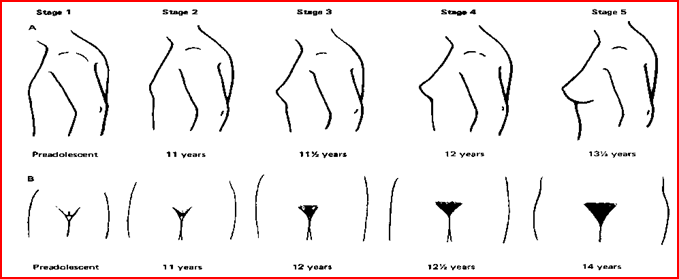 Stage 1 Stage 2 Stage 3 Stage 4 Stage 5
A
Preadolescent 11 years 11½ years 12 years 13¼ years
B
Preadolescent 11 years 12 years 12½ years 14 years